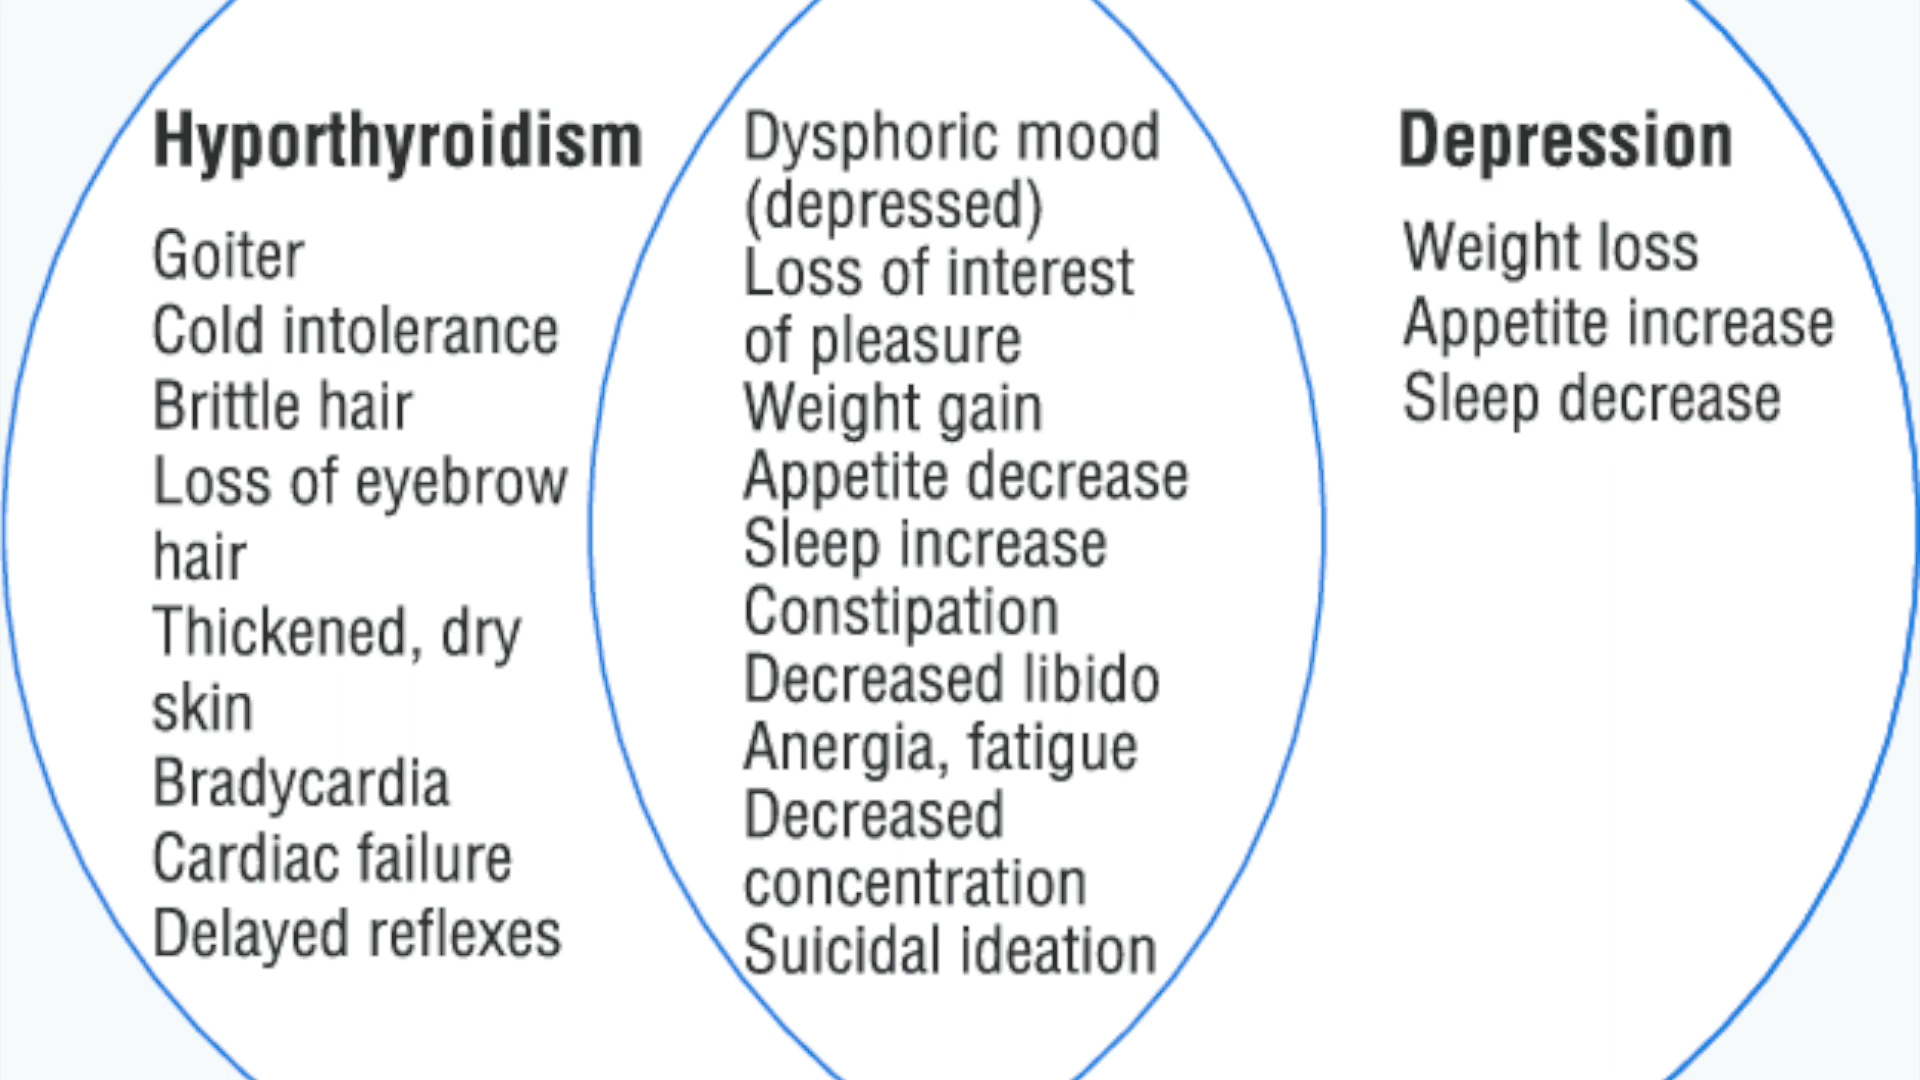 Hyporthyroidism
Goiter
Cold intolerance
Brittle hair
Loss of eyebrow
hair
Thickened, dry
skin
Bradycardia
Cardiac failure
Delayed reflexes
Dysphoric mood
(depressed)
Loss of interest
of pleasure
Weight gain
Appetite decrease
Sleep increase
Constipation
Decreased libido
Anergia, fatigue
Decreased
concentration
Suicidal ideation
Depression
Weight loss
Appetite increase
Sleep decrease